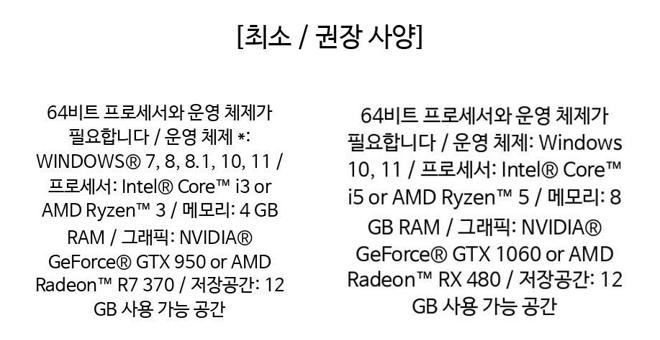 [최소 / 권장 사양]
64비트 프로세서와 운영 체제가
필요합니다 / 운영 체제 *:
WINDOWS® 7, 8, 8.1, 10, 11 /
프로세서: Intel® Core™ i3 or
AMD Ryzen™ 3 / 메모리: 4 GB
RAM / 그래픽: NVIDIA®
GeForce® GTX 950 or AMD
Radeon™ R7 370 / 저장공간: 12
GB 사용 가능 공간
64비트 프로세서와 운영 체제가
필요합니다 / 운영 체제: Windows
10, 11 / 프로세서: Intel® Core™
i5 or AMD Ryzen™ 5 / 메모리: 8
GB RAM / 그래픽: NVIDIA®
GeForce® GTX 1060 or AMD
Radeon™ RX 480 / 저장공간: 12
GB 사용 가능 공간